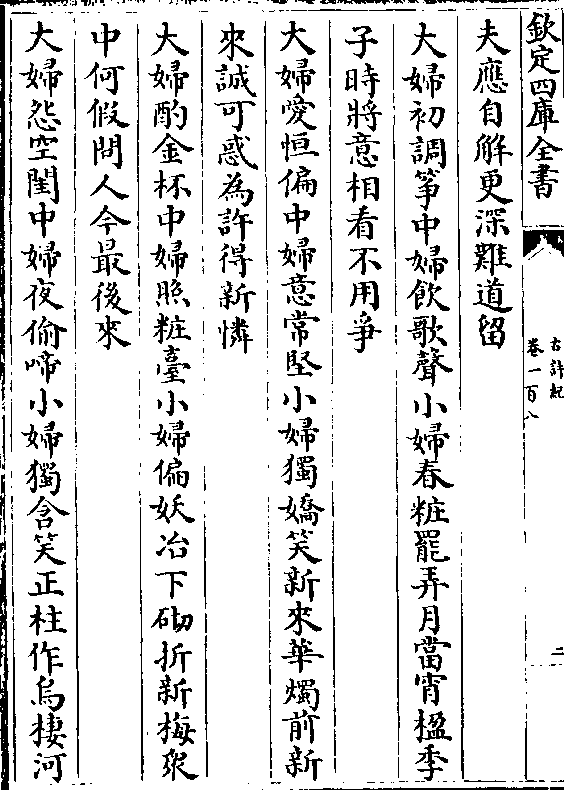 欽定四庫全書
古詩紀
卷一百八
二
夫應自解更深難道留
大婦初調箏中婦飲歌聲小婦春粧罷弄月當宵楹季
子時將意相看不用爭
大婦愛恒偏中婦意常堅小婦獨嬌笑新來華燭前新
來誠可惑為許得新憐
大婦酌金杯中婦照粧臺小婦偏妖冶下砌折新梅衆
中何假問人今最後來
大婦怨空閨中婦夜偷啼小婦獨含笑正柱作烏棲河